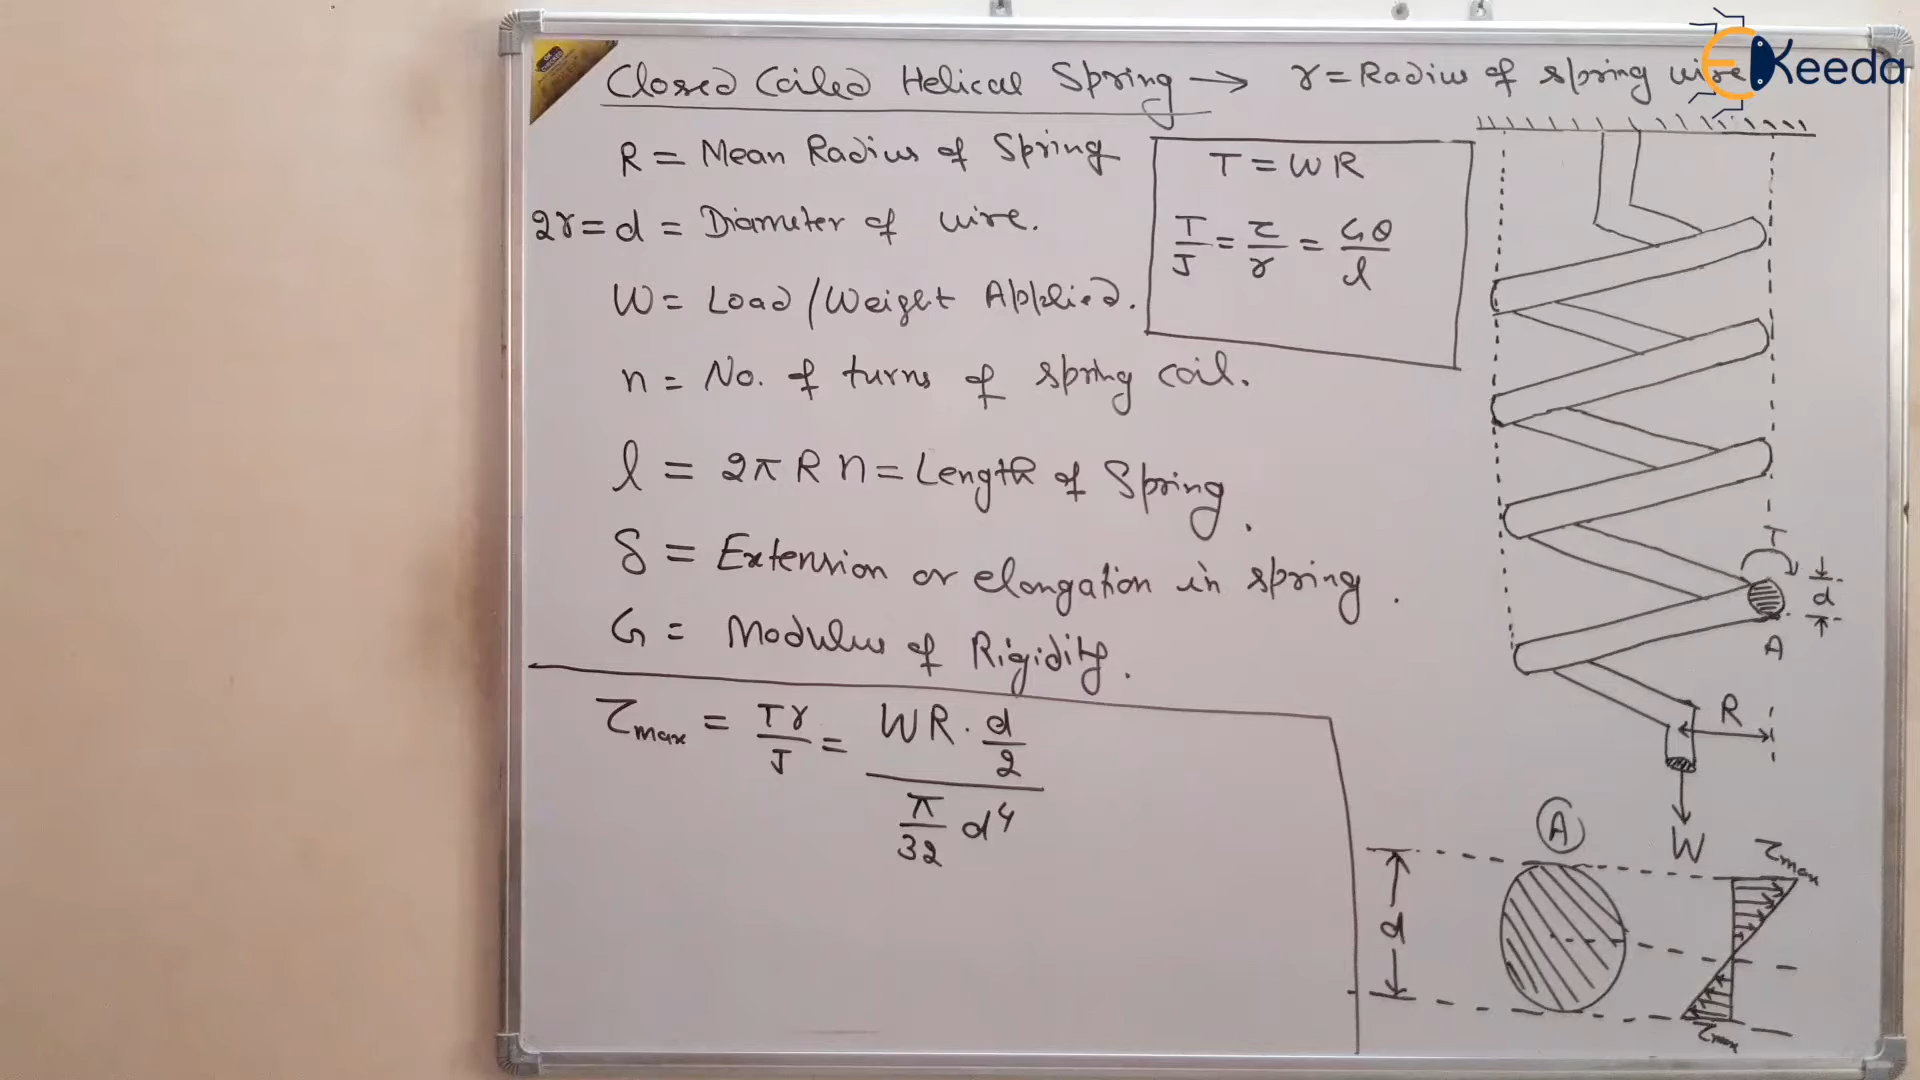 Closed Coiled Helical Spring → r = Radius of spring wire
EKeeda
R = Mean Radius of Spring
2r = d = Diameter of wire.
W = Load/Weight Applied.
n = No. of turns of spring coil.
l = 2πRn = Length of Spring.
δ = Extension or elongation in spring.
G = Modulus of Rigidity.
T = WR
T/J = τ/r = Gθ/l
τmax = Tr/J = (WR · d/2)/(π/32 d⁴)
T
d
A
R
W
A
d
τmax
τmax